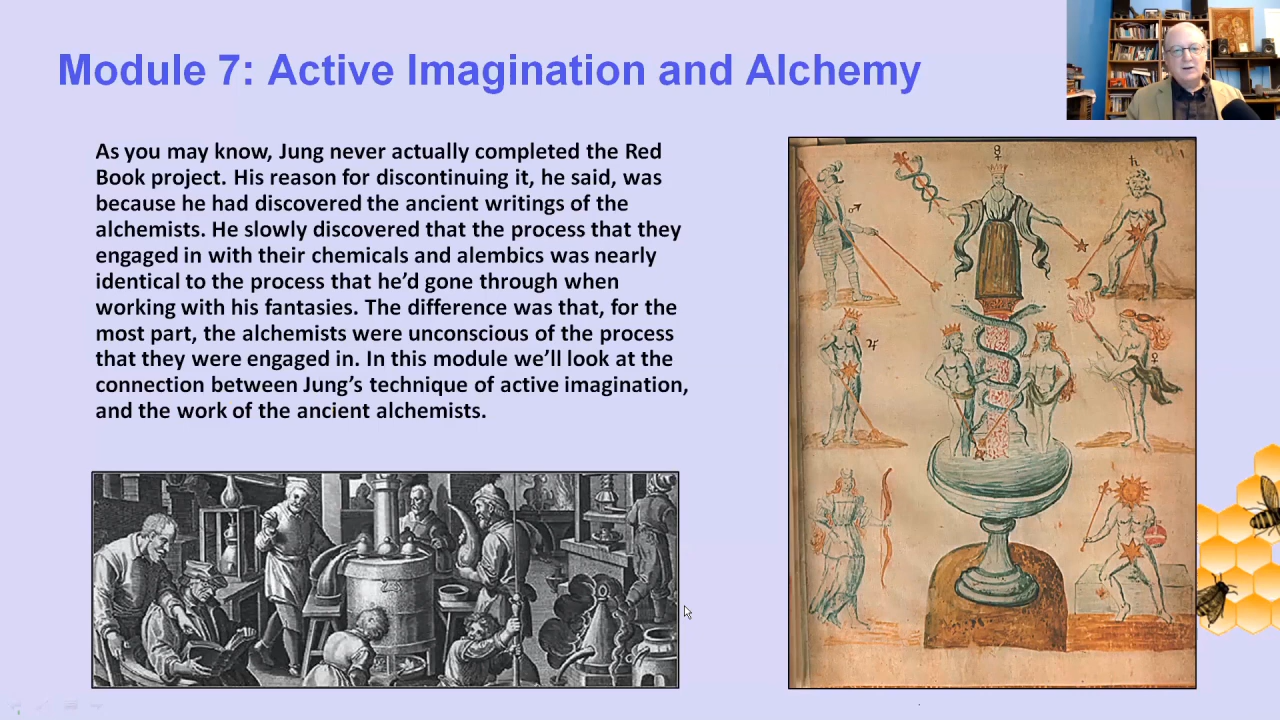 Module 7: Active Imagination and Alchemy
As you may know, Jung never actually completed the Red
Book project. His reason for discontinuing it, he said, was
because he had discovered the ancient writings of the
alchemists. He slowly discovered that the process that they
engaged in with their chemicals and alembics was nearly
identical to the process that he’d gone through when
working with his fantasies. The difference was that, for the
most part, the alchemists were unconscious of the process
that they were engaged in. In this module we’ll look at the
connection between Jung’s technique of active imagination,
and the work of the ancient alchemists.
☿
♄
♂
♃
♀